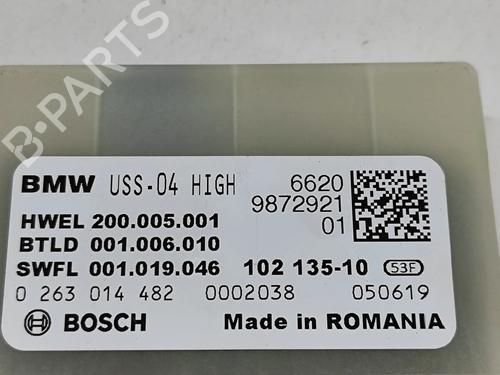 B-PARTS
BMW USS-04 HIGH 6620
9872921
HWEL 200.005.001 01
BTLD 001.006.010
SWFL 001.019.046 102 135-10 53F
0 263 014 482 0002038 050619
BOSCH Made in ROMANIA